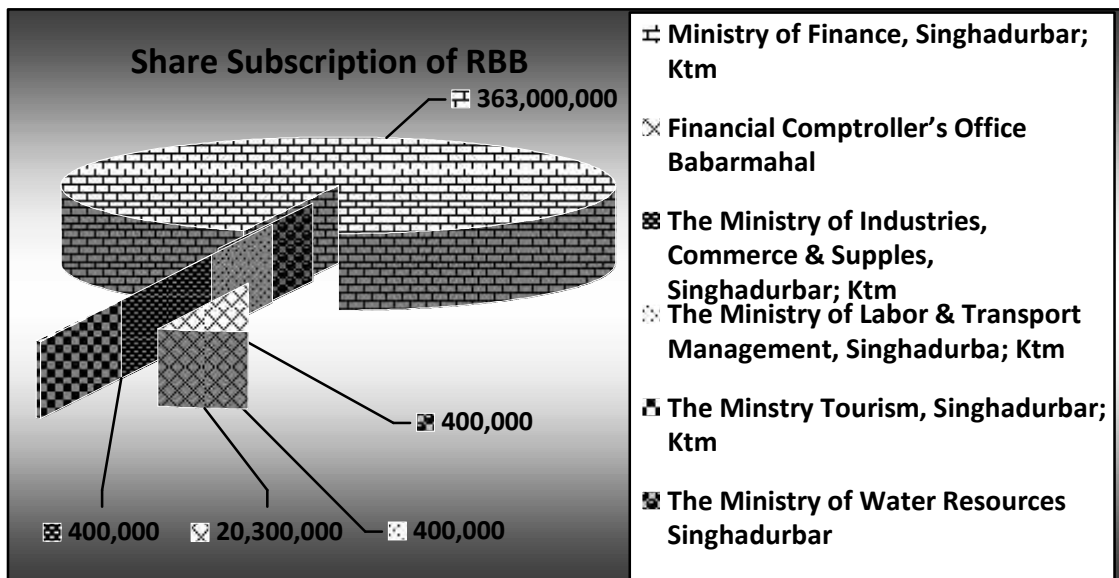 Share Subscription of RBB
363,000,000
400,000
400,000
20,300,000
400,000
Ministry of Finance, Singhadurbar;
Ktm
Financial Comptroller’s Office
Babarmahal
The Ministry of Industries,
Commerce & Supples,
Singhadurbar; Ktm
The Ministry of Labor & Transport
Management, Singhadurba; Ktm
The Minstry Tourism, Singhadurbar;
Ktm
The Ministry of Water Resources
Singhadurbar